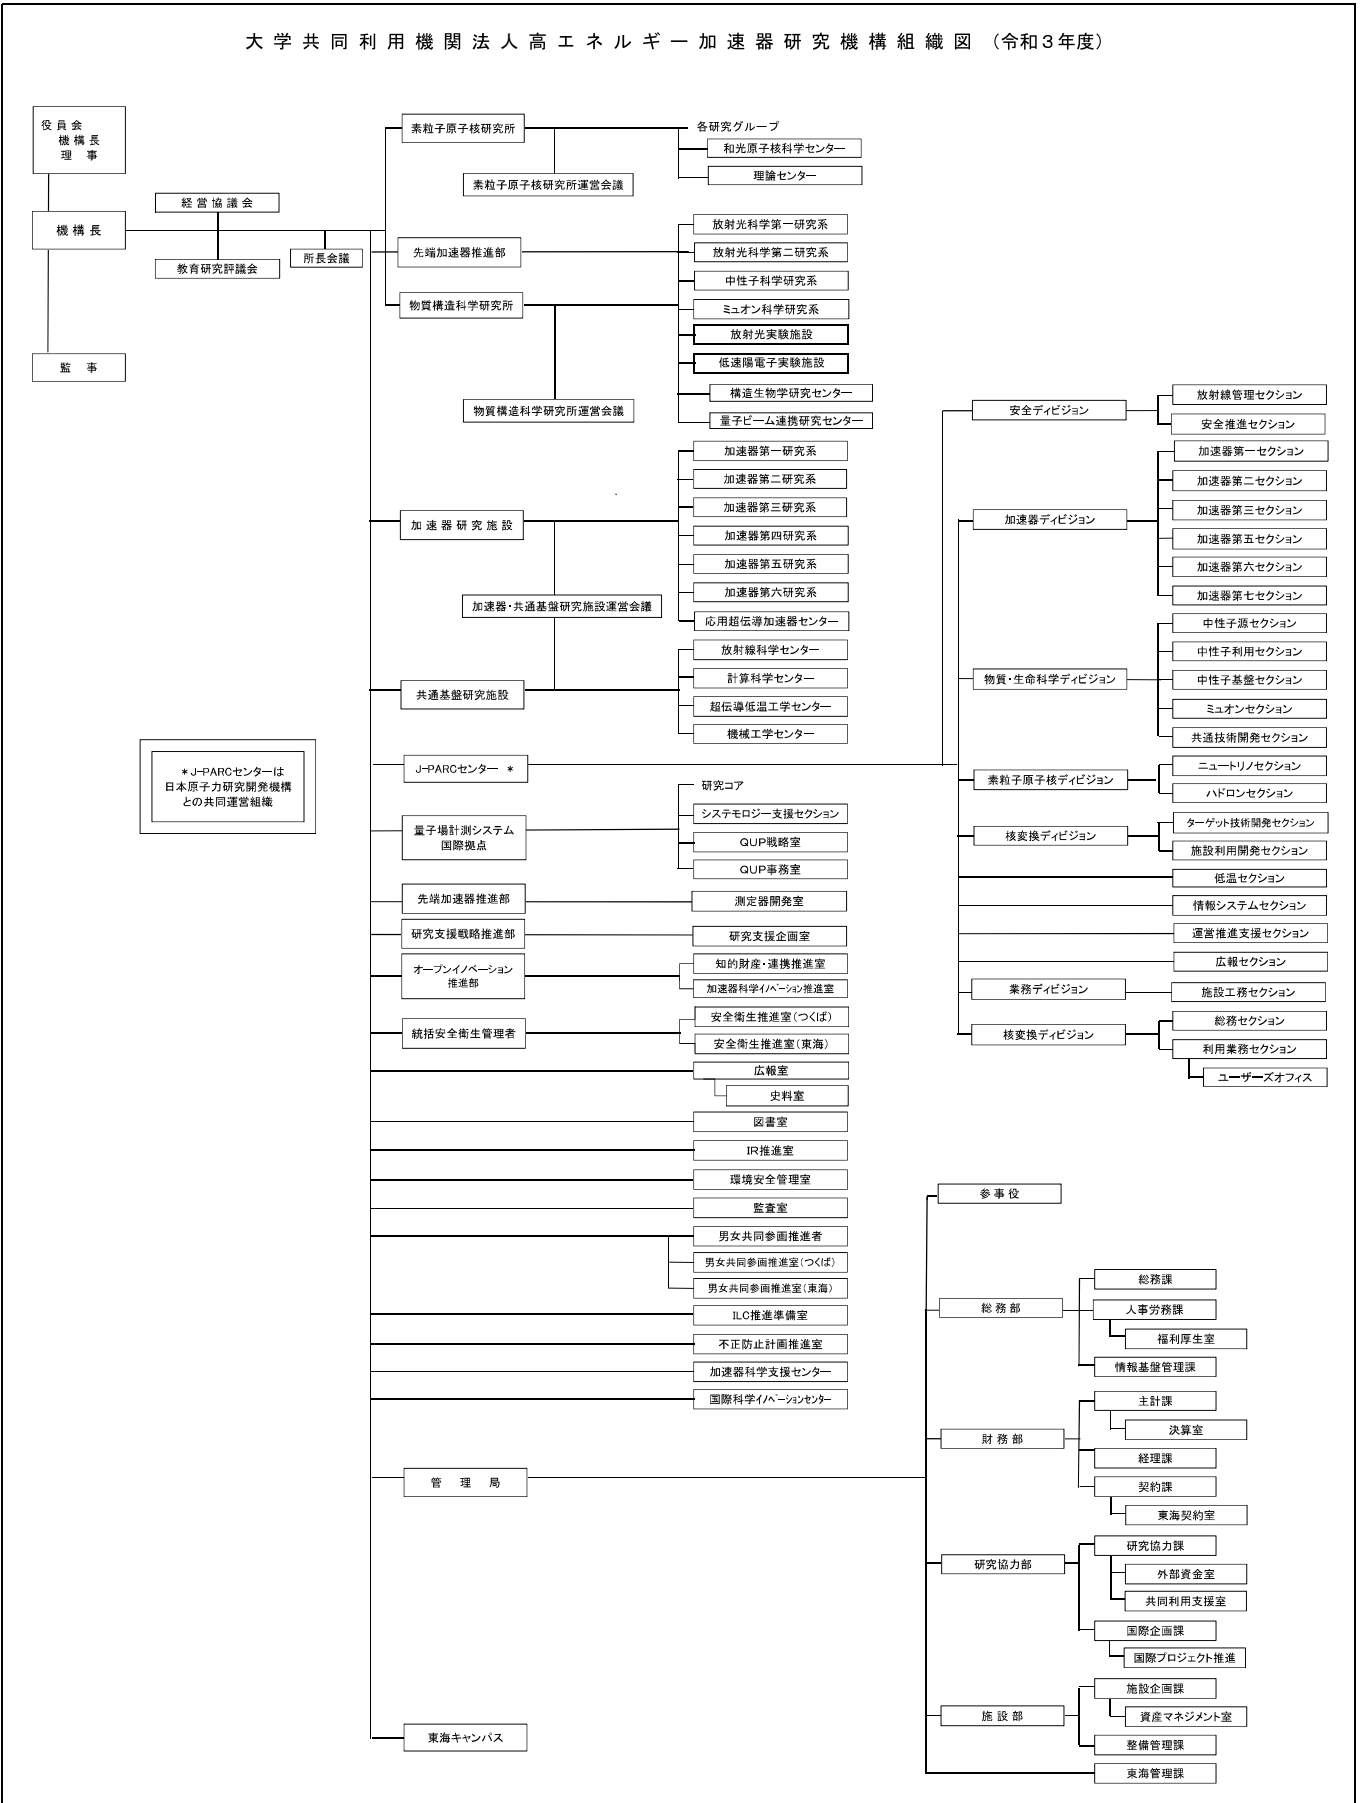 大学共同利用機関法人高エネルギー加速器研究機構組織図 (令和3年度)
役員会
機構長
理　事
機構長
監　事
経営協議会
教育研究評議会
所長会議
素粒子原子核研究所
素粒子原子核研究所運営会議
各研究グループ
和光原子核科学センター
理論センター
先端加速器推進部
物質構造科学研究所
物質構造科学研究所運営会議
放射光科学第一研究系
放射光科学第二研究系
中性子科学研究系
ミュオン科学研究系
放射光実験施設
低速陽電子実験施設
構造生物学研究センター
量子ビーム連携研究センター
加速器研究施設
加速器・共通基盤研究施設運営会議
加速器第一研究系
加速器第二研究系
加速器第三研究系
加速器第四研究系
加速器第五研究系
加速器第六研究系
応用超伝導加速器センター
共通基盤研究施設
放射線科学センター
計算科学センター
超伝導低温工学センター
機械工学センター
J-PARCセンター ＊
＊J-PARCセンターは
日本原子力研究開発機構
との共同運営組織
安全ディビジョン
放射線管理セクション
安全推進セクション
加速器ディビジョン
加速器第一セクション
加速器第二セクション
加速器第三セクション
加速器第五セクション
加速器第六セクション
加速器第七セクション
物質・生命科学ディビジョン
中性子源セクション
中性子利用セクション
中性子基盤セクション
ミュオンセクション
共通技術開発セクション
素粒子原子核ディビジョン
ニュートリノセクション
ハドロンセクション
核変換ディビジョン
ターゲット技術開発セクション
施設利用開発セクション
低温セクション
情報システムセクション
運営推進支援セクション
広報セクション
業務ディビジョン
施設工務セクション
核変換ディビジョン
総務セクション
利用業務セクション
ユーザーズオフィス
量子場計測システム
国際拠点
研究コア
システモロジー支援セクション
QUP戦略室
QUP事務室
先端加速器推進部
測定器開発室
研究支援戦略推進部
研究支援企画室
オープンイノベーション
推進部
知的財産・連携推進室
加速器科学イノベーション推進室
統括安全衛生管理者
安全衛生推進室(つくば)
安全衛生推進室(東海)
広報室
史料室
図書室
IR推進室
環境安全管理室
監査室
男女共同参画推進者
男女共同参画推進室(つくば)
男女共同参画推進室(東海)
ILC推進準備室
不正防止計画推進室
加速器科学支援センター
国際科学イノベーションセンター
管　理　局
参事役
総務部
総務課
人事労務課
福利厚生室
情報基盤管理課
財務部
主計課
決算室
経理課
契約課
東海契約室
研究協力部
研究協力課
外部資金室
共同利用支援室
国際企画課
国際プロジェクト推進
施設部
施設企画課
資産マネジメント室
整備管理課
東海管理課
東海キャンパス